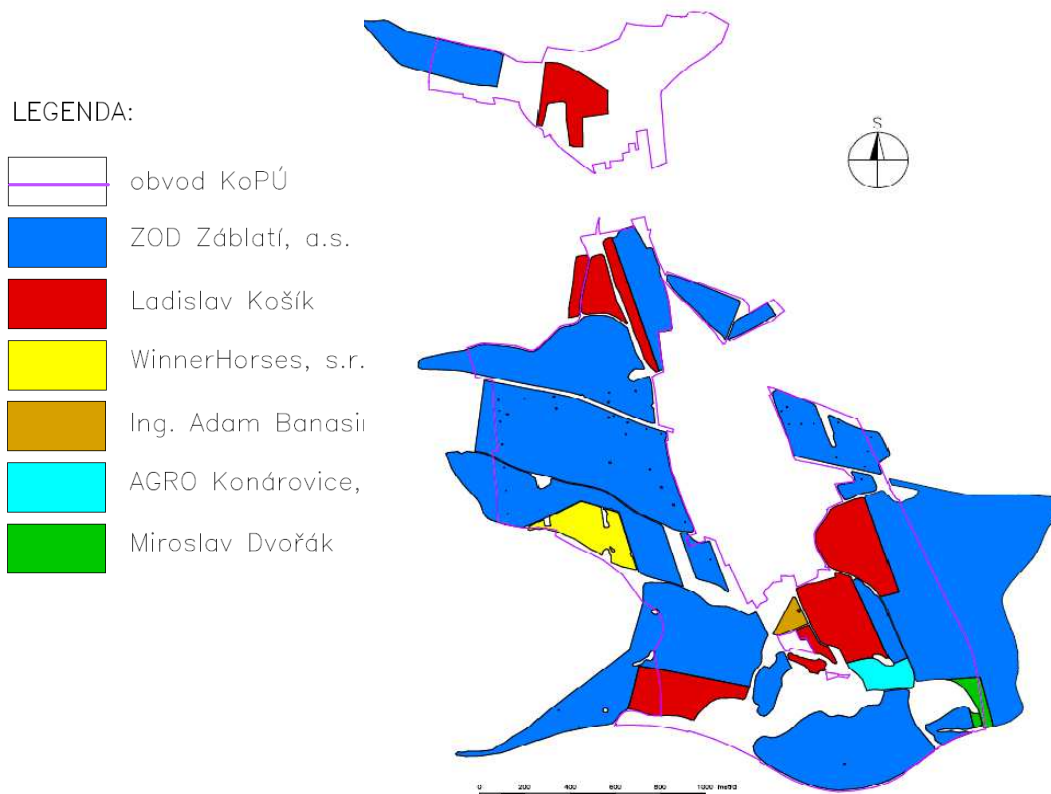 S
LEGENDA:
obvod KoPÚ
ZOD Záblatí, a.s.
Ladislav Košík
WinnerHorses, s.r.
Ing. Adam
AGRO Konárovice,
Miroslav Dvořák
0 200 400 600 800 1000 metrů